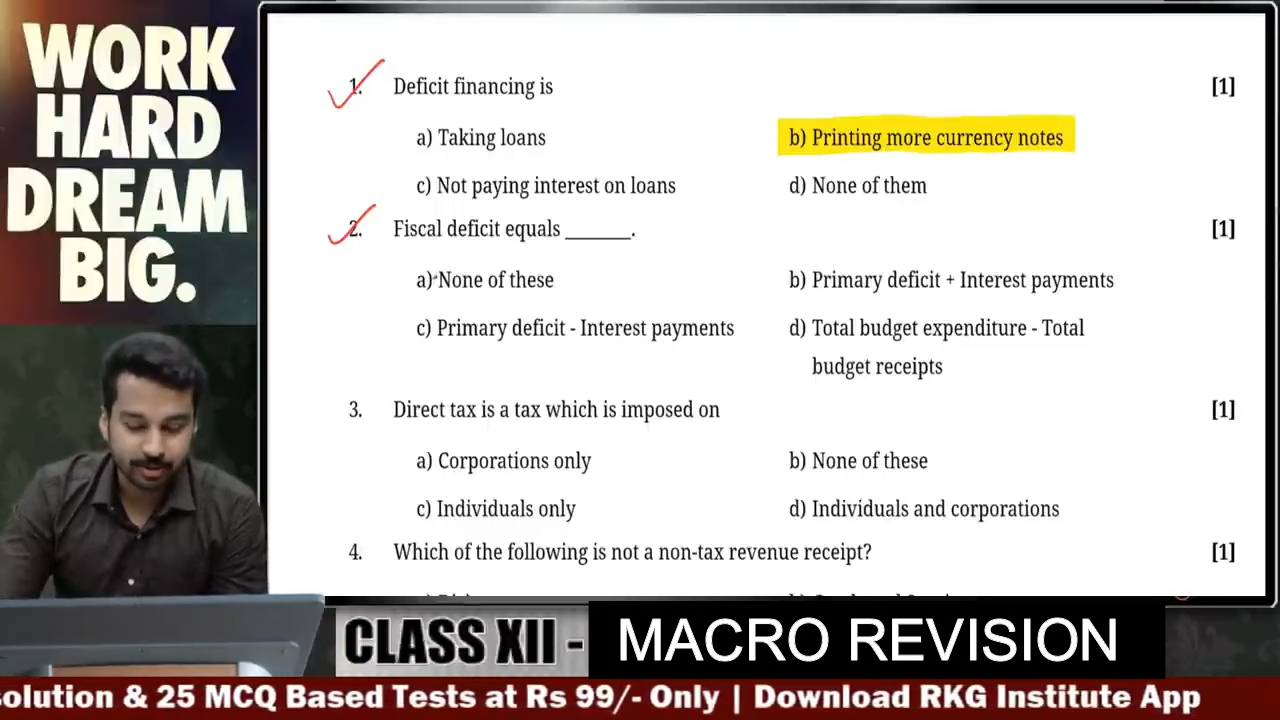 WORK
HARD
DREAM
BIG.
1. Deficit financing is [1]
a) Taking loans b) Printing more currency notes
c) Not paying interest on loans d) None of them
2. Fiscal deficit equals _______. [1]
a) None of these b) Primary deficit + Interest payments
c) Primary deficit - Interest payments d) Total budget expenditure - Total
budget receipts
3. Direct tax is a tax which is imposed on [1]
a) Corporations only b) None of these
c) Individuals only d) Individuals and corporations
4. Which of the following is not a non-tax revenue receipt? [1]
CLASS XII - MACRO REVISION
solution & 25 MCQ Based Tests at Rs 99/- Only | Download RKG Institute App